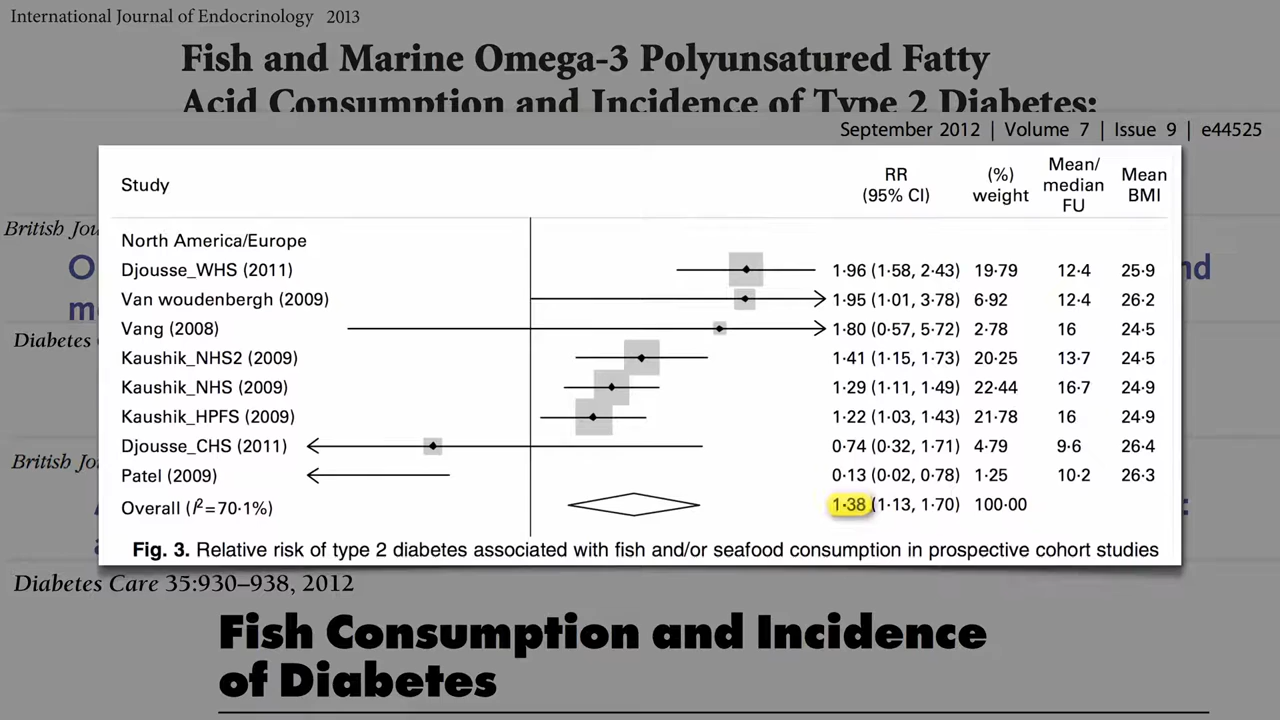 International Journal of Endocrinology 2013
Fish and Marine Omega-3 Polyunsatured Fatty
Acid Consumption and Incidence of Type 2 Diabetes:
September 2012 | Volume 7 | Issue 9 | e44525
British Jou
O nd
m
Diabetes
British Jo
Study RR (95% CI) (%) weight Mean/ median FU Mean BMI
North America/Europe
Djousse_WHS (2011) 1·96 (1·58, 2·43) 19·79 12·4 25·9
Van woudenbergh (2009) 1·95 (1·01, 3·78) 6·92 12·4 26·2
Vang (2008) 1·80 (0·57, 5·72) 2·78 16 24·5
Kaushik_NHS2 (2009) 1·41 (1·15, 1·73) 20·25 13·7 24·5
Kaushik_NHS (2009) 1·29 (1·11, 1·49) 22·44 16·7 24·9
Kaushik_HPFS (2009) 1·22 (1·03, 1·43) 21·78 16 24·9
Djousse_CHS (2011) 0·74 (0·32, 1·71) 4·79 9·6 26·4
Patel (2009) 0·13 (0·02, 0·78) 1·25 10·2 26·3
Overall (I²=70·1%) 1·38 (1·13, 1·70) 100·00
Fig. 3. Relative risk of type 2 diabetes associated with fish and/or seafood consumption in prospective cohort studies
Diabetes Care 35:930–938, 2012
Fish Consumption and Incidence
of Diabetes